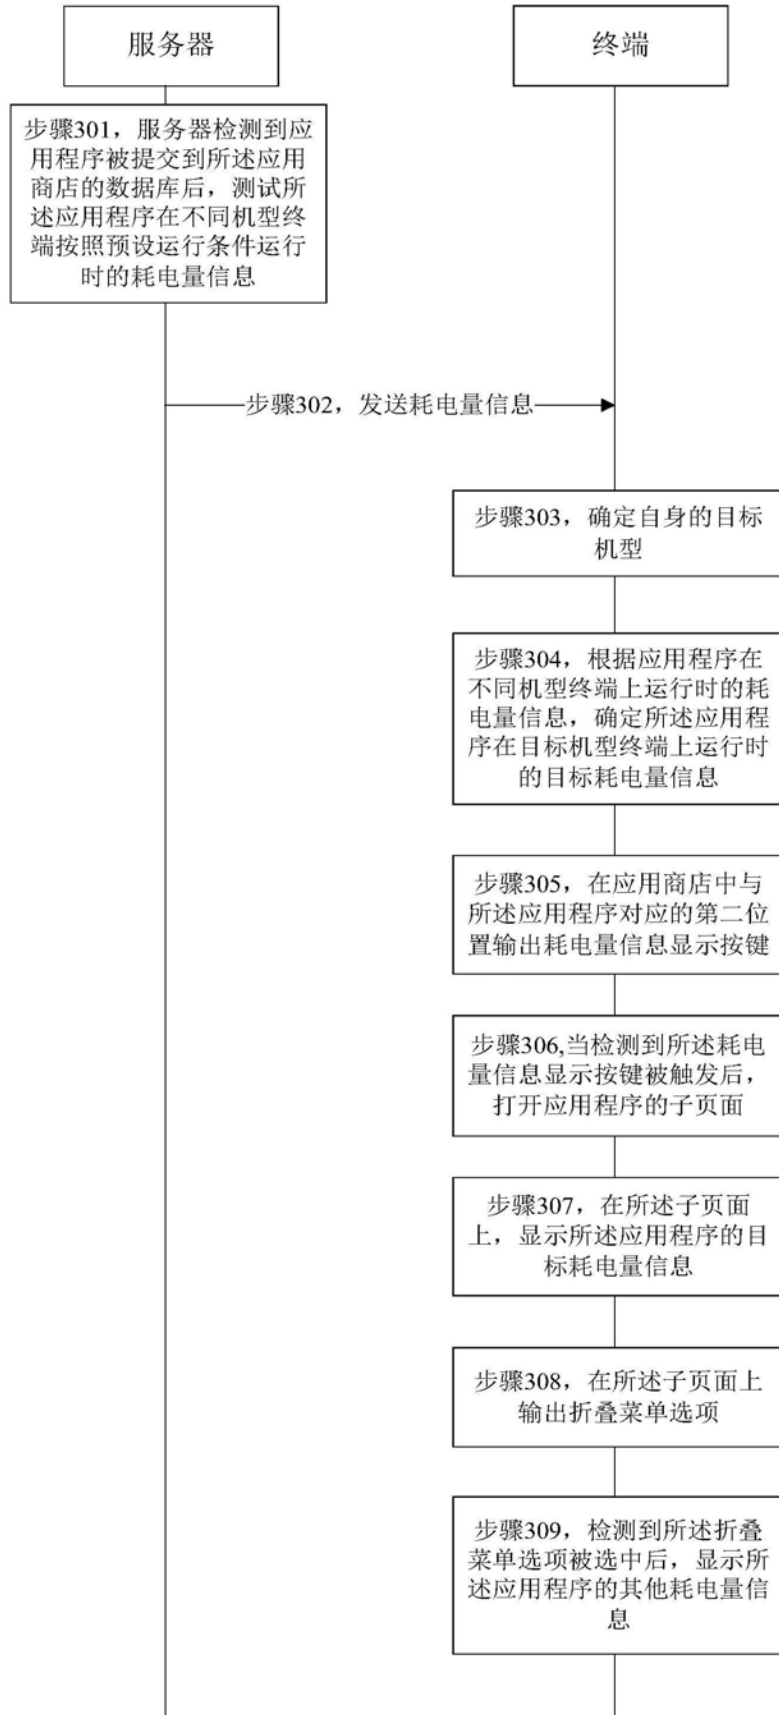 服务器
终端
步骤301，服务器检测到应
用程序被提交到所述应用
商店的数据库后，测试所
述应用程序在不同机型终
端按照预设运行条件运行
时的耗电量信息
步骤302，发送耗电量信息
步骤303，确定自身的目标
机型
步骤304，根据应用程序在
不同机型终端上运行时的耗
电量信息，确定所述应用程
序在目标机型终端上运行时
的目标耗电量信息
步骤305，在应用商店中与
所述应用程序对应的第二位
置输出耗电量信息显示按键
步骤306,当检测到所述耗电
量信息显示按键被触发后，
打开应用程序的子页面
步骤307，在所述子页面
上，显示所述应用程序的目
标耗电量信息
步骤308，在所述子页面上
输出折叠菜单选项
步骤309，检测到所述折叠
菜单选项被选中后，显示所
述应用程序的其他耗电量信
息